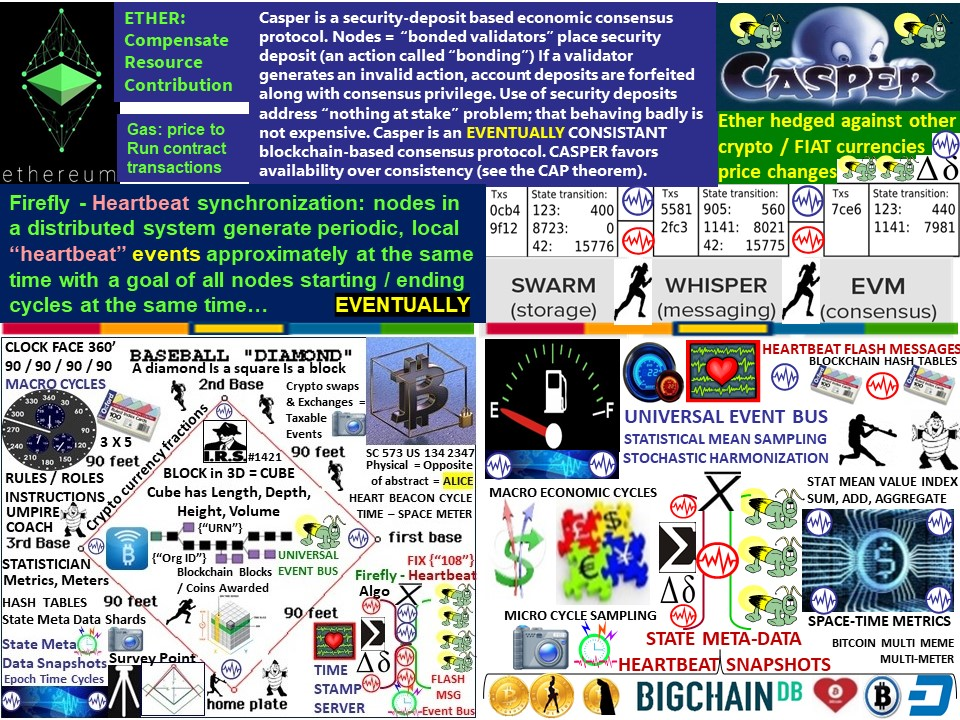 ETHER:
Compensate
Resource
Contribution
Gas: price to
Run contract
transactions
ethereum
Casper is a security-deposit based economic consensus
protocol. Nodes = “bonded validators” place security
deposit (an action called “bonding”) If a validator
generates an invalid action, account deposits are forfeited
along with consensus privilege. Use of security deposits
address “nothing at stake” problem; that behaving badly is
not expensive. Casper is an EVENTUALLY CONSISTANT
blockchain-based consensus protocol. CASPER favors
availability over consistency (see the CAP theorem).
CASPER
Ether hedged against other
crypto / FIAT currencies
price changes Δ δ
Firefly - Heartbeat synchronization: nodes in
a distributed system generate periodic, local
“heartbeat” events approximately at the same
time with a goal of all nodes starting / ending
cycles at the same time… EVENTUALLY
Txs State transition:
0cb4 123: 400
9f12 8723: 0
42: 15776
Txs State transition:
5581 905: 560
2fc3 1141: 8021
42: 15775
Txs State transition:
7ce6 123: 440
1141: 7981
SWARM
(storage)
WHISPER
(messaging)
EVM
(consensus)
CLOCK FACE 360’
90 / 90 / 90 / 90
MACRO CYCLES
3 X 5
90 feet
RULES / ROLES
INSTRUCTIONS
UMPIRE
COACH
3rd Base
STATISTICIAN
Metrics, Meters
HASH TABLES 90 feet
State Meta Data Shards
State Meta
Data Snapshots
Epoch Time Cycles
Survey Point
BASEBALL "DIAMOND"
A diamond Is a square Is a block
2nd Base
Crypto currency fractions
Crypto swaps
& Exchanges =
Taxable
Events
I.R.S. #1421
90 feet
BLOCK in 3D = CUBE
Cube has Length, Depth,
Height, Volume
{“URN”}
{“Org ID”}
Blockchain Blocks
/ Coins Awarded
UNIVERSAL
EVENT BUS
90 feet
home plate
SC 573 US 134 2347
Physical = Opposite
of abstract = ALICE
HEART BEACON CYCLE
TIME – SPACE METER
first base
FIX {“108”}
Firefly - Heartbeat
Algo
X
Σ
Δδ
TIME
STAMP
SERVER
FLASH
MSG
Event Bus
E F
HEARTBEAT FLASH MESSAGES
BLOCKCHAIN HASH TABLES
UNIVERSAL EVENT BUS
STATISTICAL MEAN SAMPLING
STOCHASTIC HARMONIZATION
MACRO ECONOMIC CYCLES
X
Σ
Δδ
STAT MEAN VALUE INDEX
SUM, ADD, AGGREGATE
MICRO CYCLE SAMPLING
STATE META-DATA
HEARTBEAT SNAPSHOTS
SPACE-TIME METRICS
BITCOIN MULTI MEME
MULTI-METER
BIGCHAIN DB